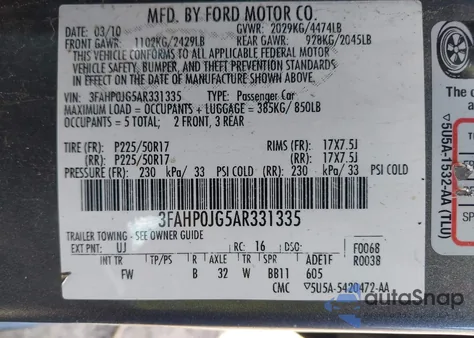 MFD. BY FORD MOTOR CO.
DATE: 03/10 GVWR: 2029KG/4474LB
FRONT GAWR: 1102KG/2429LB REAR GAWR: 928KG/2045LB
THIS VEHICLE CONFORMS TO ALL APPLICABLE FEDERAL MOTOR
VEHICLE SAFETY, BUMPER, AND THEFT PREVENTION STANDARDS IN
EFFECT ON THE DATE OF MANUFACTURE SHOWN ABOVE.
VIN: 3FAHP0JG5AR331335 TYPE: Passenger Car
MAXIMUM LOAD = OCCUPANTS + LUGGAGE = 385KG/ 850LB
OCCUPANTS = 5 TOTAL; 2 FRONT, 3 REAR
TIRE (FR): P225/50R17 RIMS (FR): 17X7.5J
(RR): P225/50R17 (RR): 17X7.5J
PRESSURE (FR): 230 kPa/ 33 PSI COLD (RR): 230 kPa/ 33 PSI COLD
3FAHP0JG5AR331335
TRAILER TOWING - SEE OWNER GUIDE
EXT PNT: UJ RC: 16 DSO: F0068
INT TR TP/PS R AXLE TR SPR ADE1F R0038
FW B 32 W BB11 605
CMC ▽5U5A-5420472-AA
The
▽5U5A-1532-AA (TLU)
SP
autoSnap